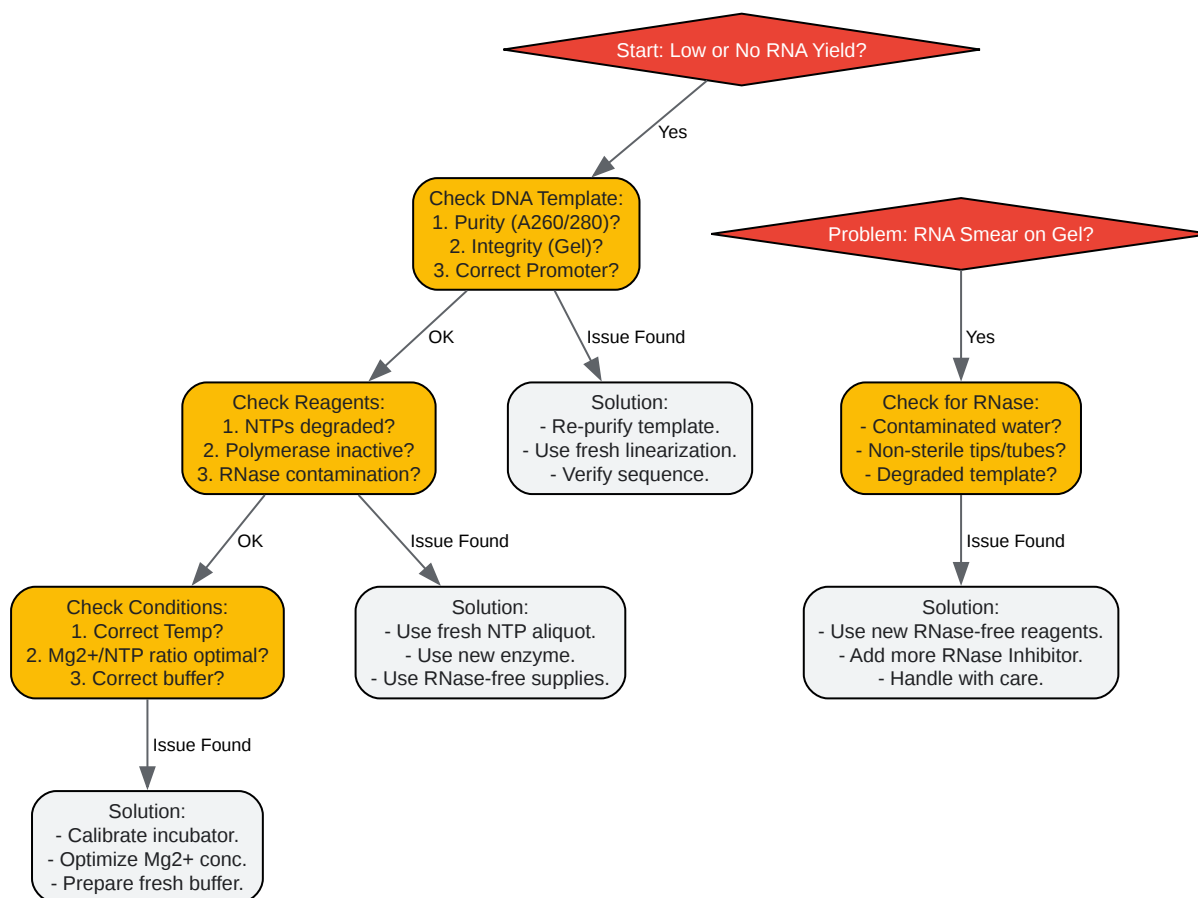 Start: Low or No RNA Yield?
Yes
Check DNA Template:
1. Purity (A260/280)?
2. Integrity (Gel)?
3. Correct Promoter?
Problem: RNA Smear on Gel?
OK
Issue Found
Yes
Check Reagents:
1. NTPs degraded?
2. Polymerase inactive?
3. RNase contamination?
Solution:
- Re-purify template.
- Use fresh linearization.
- Verify sequence.
Check for RNase:
- Contaminated water?
- Non-sterile tips/tubes?
- Degraded template?
OK
Issue Found
Issue Found
Check Conditions:
1. Correct Temp?
2. Mg2+/NTP ratio optimal?
3. Correct buffer?
Solution:
- Use fresh NTP aliquot.
- Use new enzyme.
- Use RNase-free supplies.
Solution:
- Use new RNase-free reagents.
- Add more RNase Inhibitor.
- Handle with care.
Issue Found
Solution:
- Calibrate incubator.
- Optimize Mg2+ conc.
- Prepare fresh buffer.